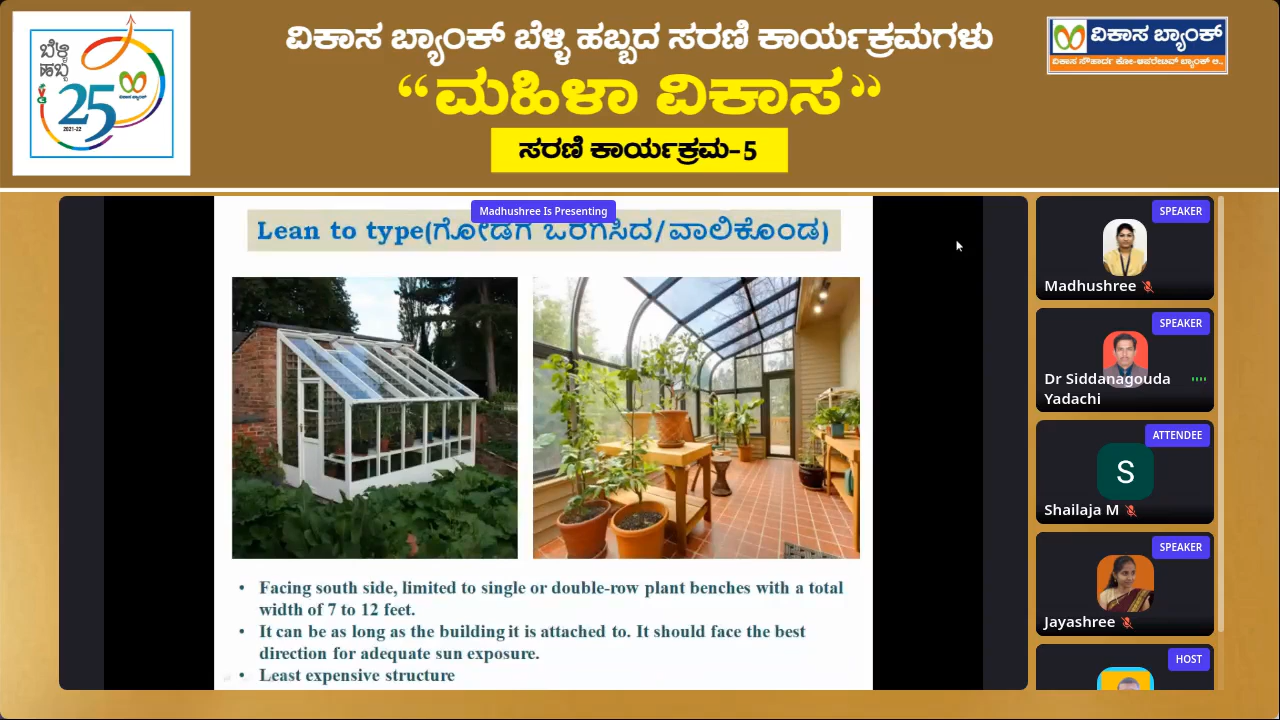 ವಿಕಾಸ ಬ್ಯಾಂಕ್ ಬೆಳ್ಳಿ ಹಬ್ಬದ ಸರಣಿ ಕಾರ್ಯಕ್ರಮಗಳು
“ಮಹಿಳಾ ವಿಕಾಸ”
ಸರಣಿ ಕಾರ್ಯಕ್ರಮ-5
ಬೆಳ್ಳಿ
ಹಬ್ಬ
25
2021-22
ವಿಕಾಸ ಬ್ಯಾಂಕ್
ವಿಕಾಸ ಸೌಹಾರ್ದ ಕೋ-ಆಪರೇಟಿವ್ ಬ್ಯಾಂಕ್ ಲಿ.,
Madhushree Is Presenting
Lean to type(ಗೋಡೆಗೆ ಒರಗಿಸಿದ/ವಾಲಿಕೊಂಡ)
• Facing south side, limited to single or double-row plant benches with a total
width of 7 to 12 feet.
• It can be as long as the building it is attached to. It should face the best
direction for adequate sun exposure.
• Least expensive structure
SPEAKER
Madhushree
SPEAKER
Dr Siddanagouda
Yadachi
ATTENDEE
S
Shailaja M
SPEAKER
Jayashree
HOST